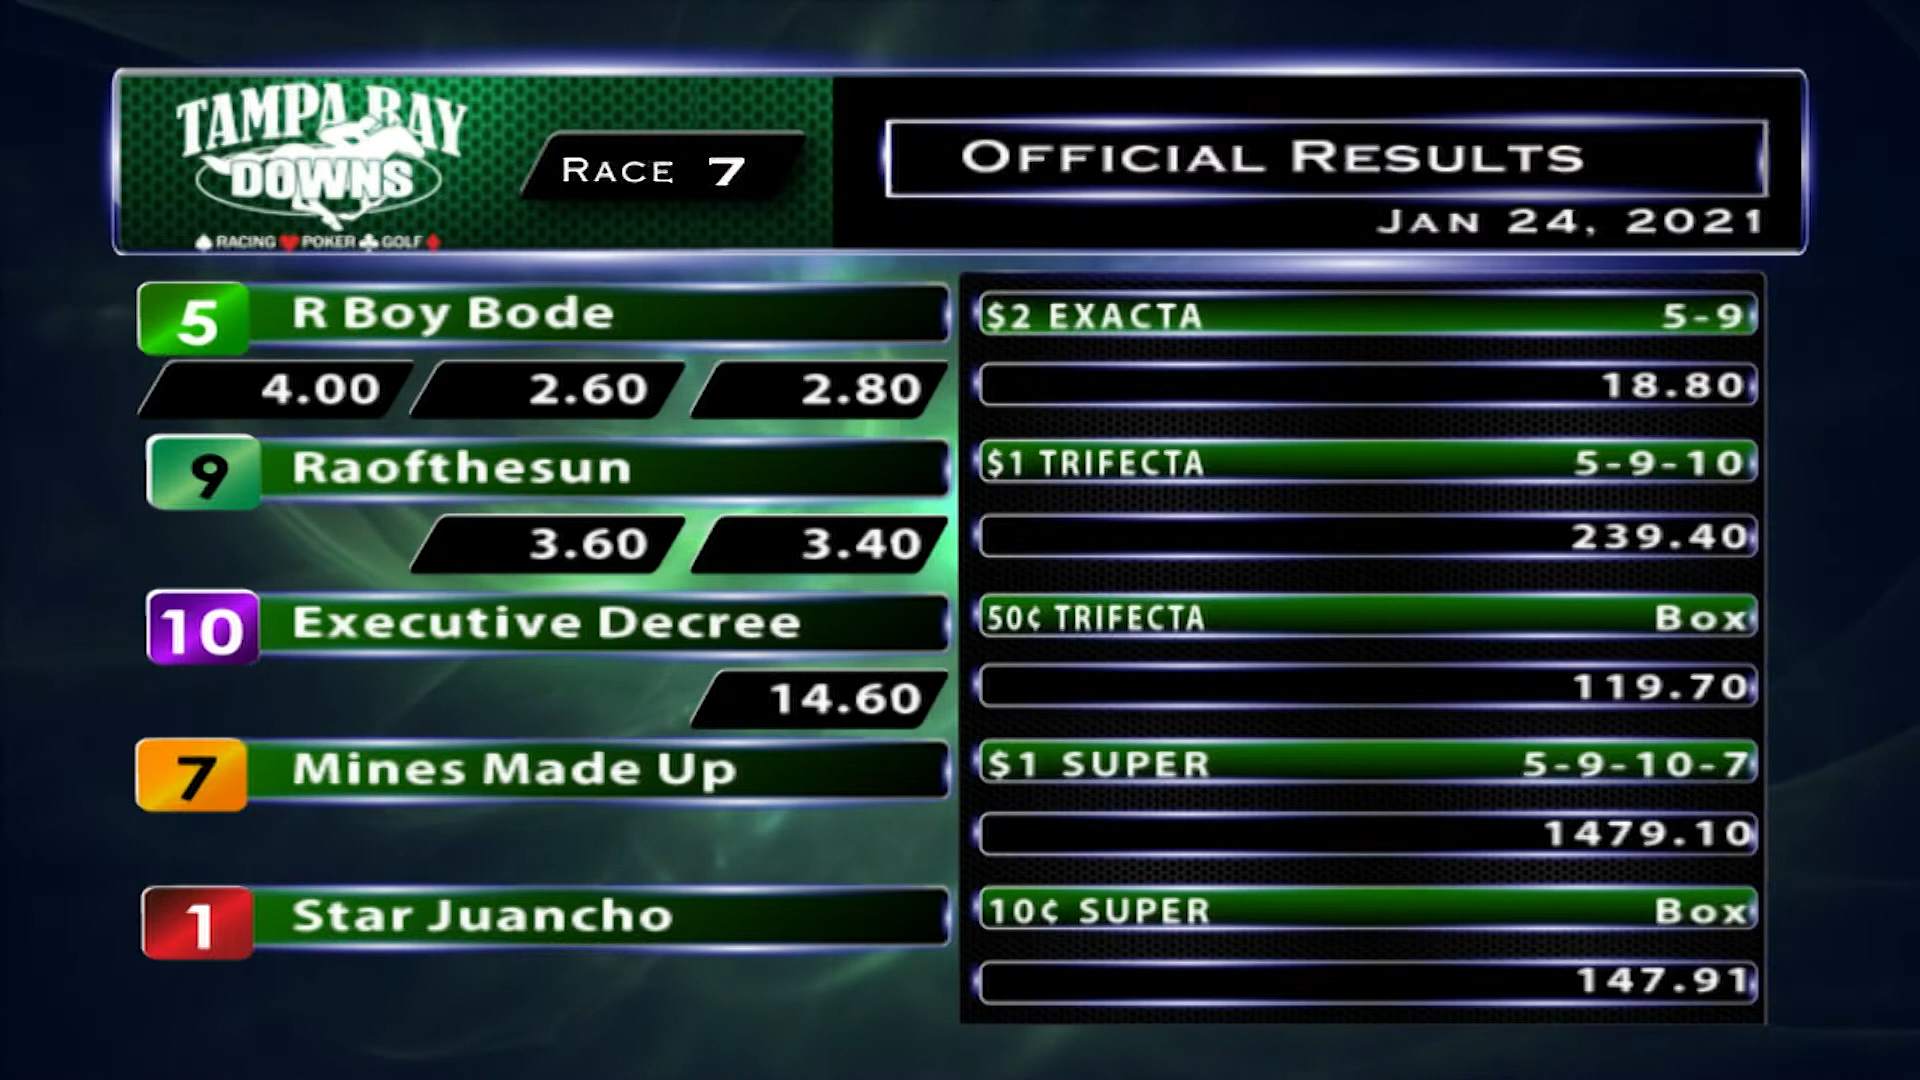 TAMPA BAY
DOWNS
RACING POKER GOLF
RACE 7
OFFICIAL RESULTS
JAN 24, 2021
5 R Boy Bode
4.00 2.60 2.80
9 Raofthesun
3.60 3.40
10 Executive Decree
14.60
7 Mines Made Up
1 Star Juancho
$2 EXACTA 5-9
18.80
$1 TRIFECTA 5-9-10
239.40
50¢ TRIFECTA Box
119.70
$1 SUPER 5-9-10-7
1479.10
10¢ SUPER Box
147.91